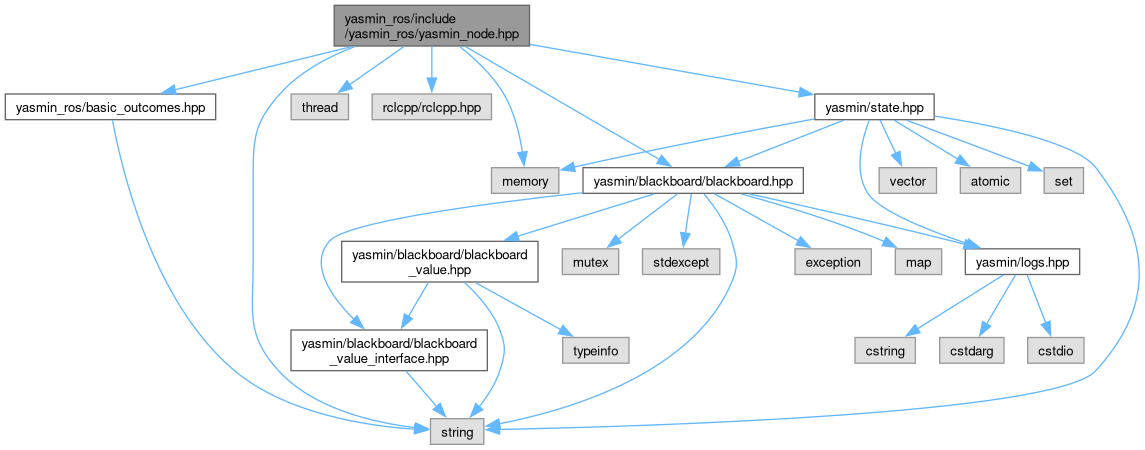 yasmin_ros/include
/yasmin_ros/yasmin_node.hpp
yasmin_ros/basic_outcomes.hpp
thread
rclcpp/rclcpp.hpp
yasmin/state.hpp
memory
yasmin/blackboard/blackboard.hpp
vector
atomic
set
yasmin/blackboard/blackboard
_value.hpp
mutex
stdexcept
exception
map
yasmin/logs.hpp
yasmin/blackboard/blackboard
_value_interface.hpp
typeinfo
cstring
cstdarg
cstdio
string